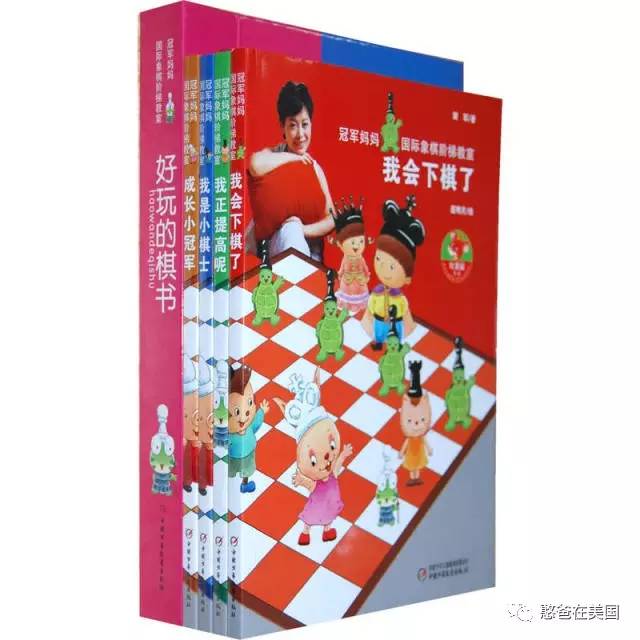 冠军妈妈
国际象棋阶梯教室
好玩的棋书
haowandeqishu
冠军妈妈
国际象棋阶梯教室
成长小冠军
冠军妈妈
国际象棋阶梯教室
我是小棋士
冠军妈妈
国际象棋阶梯教室
我正提高呢
冠军妈妈
国际象棋阶梯教室
我会下棋了
冠军妈妈 国际象棋阶梯教室
我会下棋了
憨爸在美国